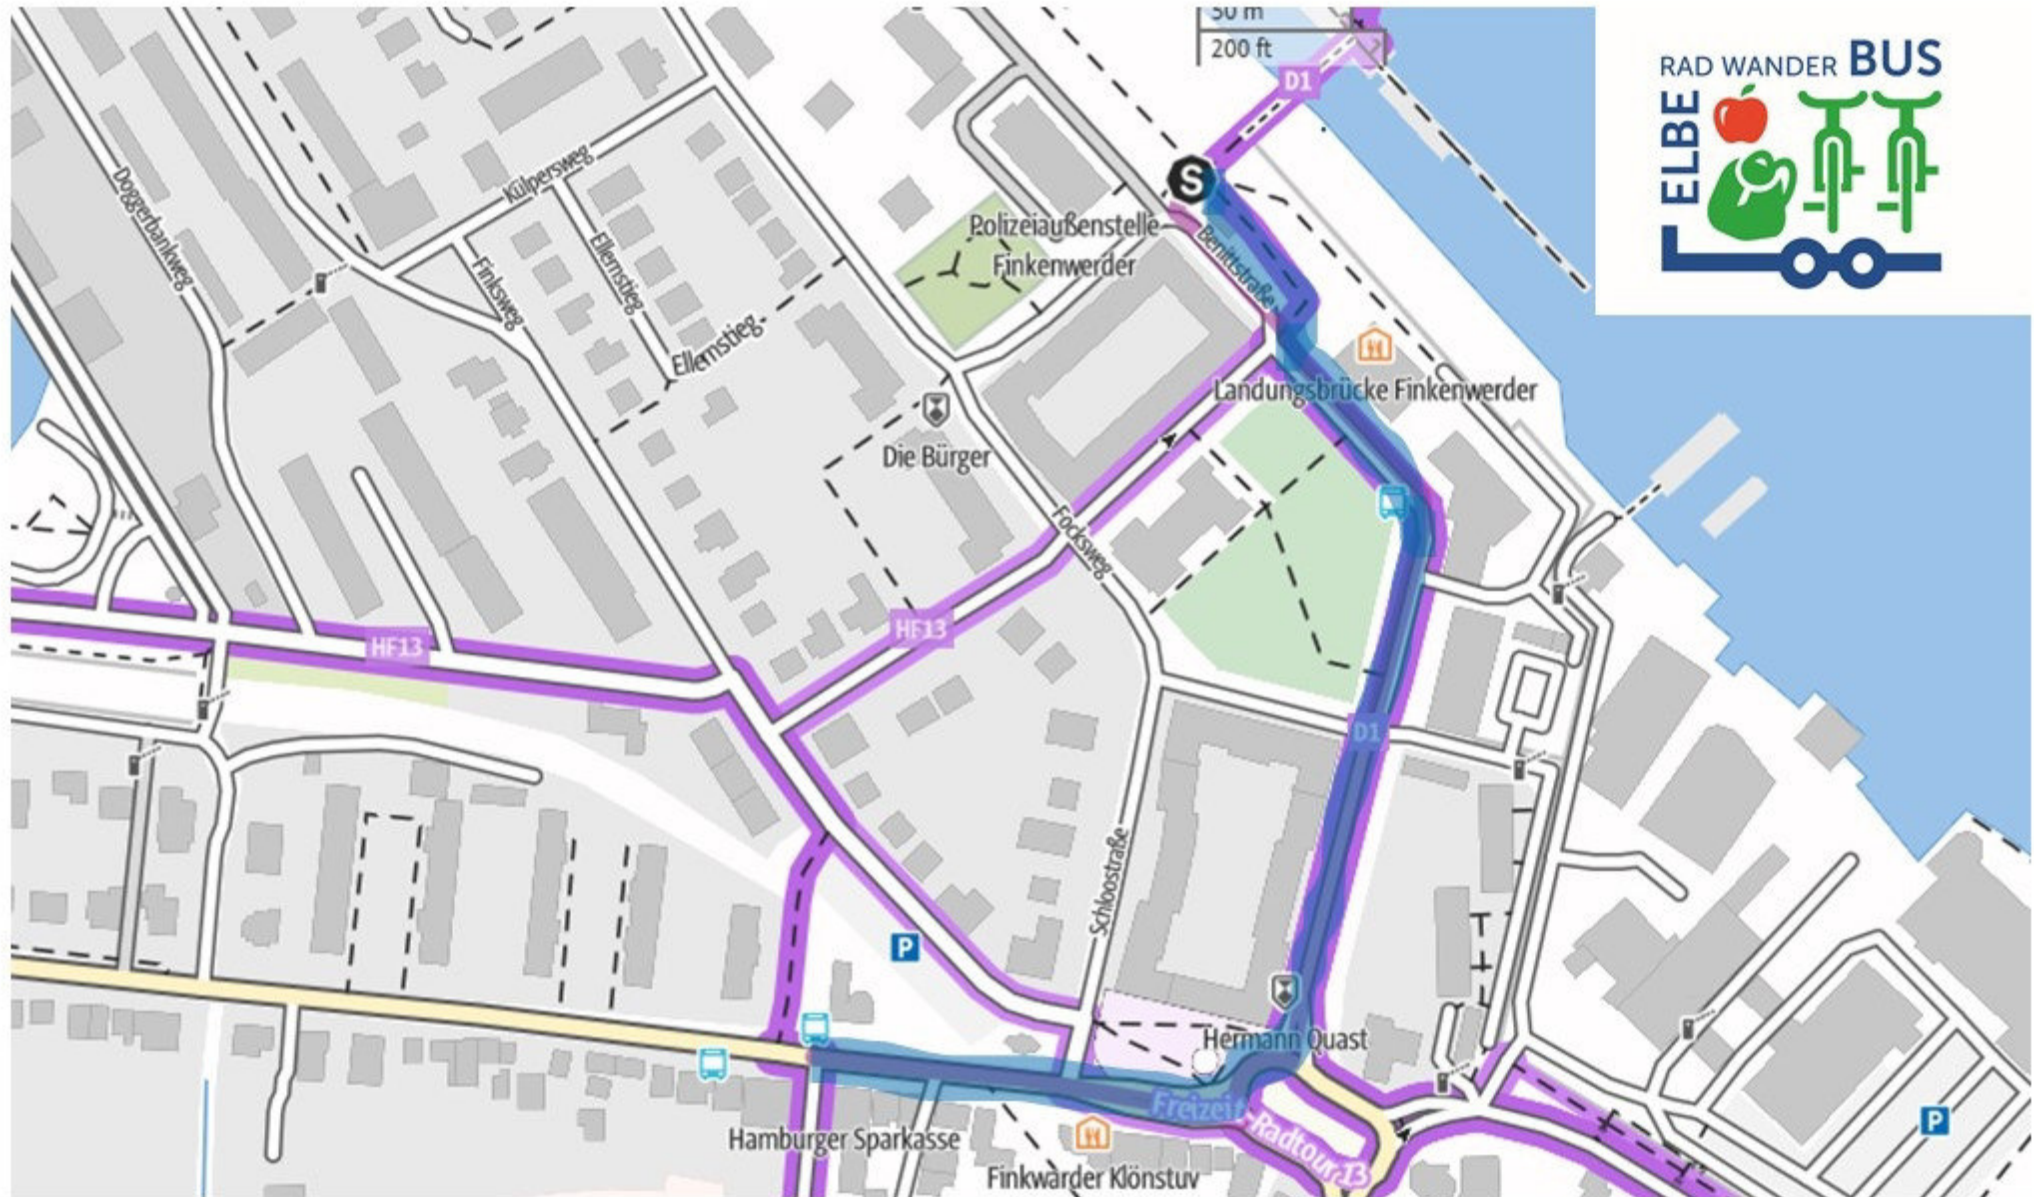 50 m
200 ft
D1
RAD WANDER BUS
ELBE
S
Doggerbankweg
Külpersweg
Finksweg
Ellernstieg
Ellernstieg
Polizeiaußenstelle
Finkenwerder
Benittstraße
Landungsbrücke Finkenwerder
Die Bürger
Focksweg
HF13
HF13
D1
Schloostraße
P
Hermann Quast
Freizeit
Radtour 13
Hamburger Sparkasse
Finkwarder Klönstuv
P